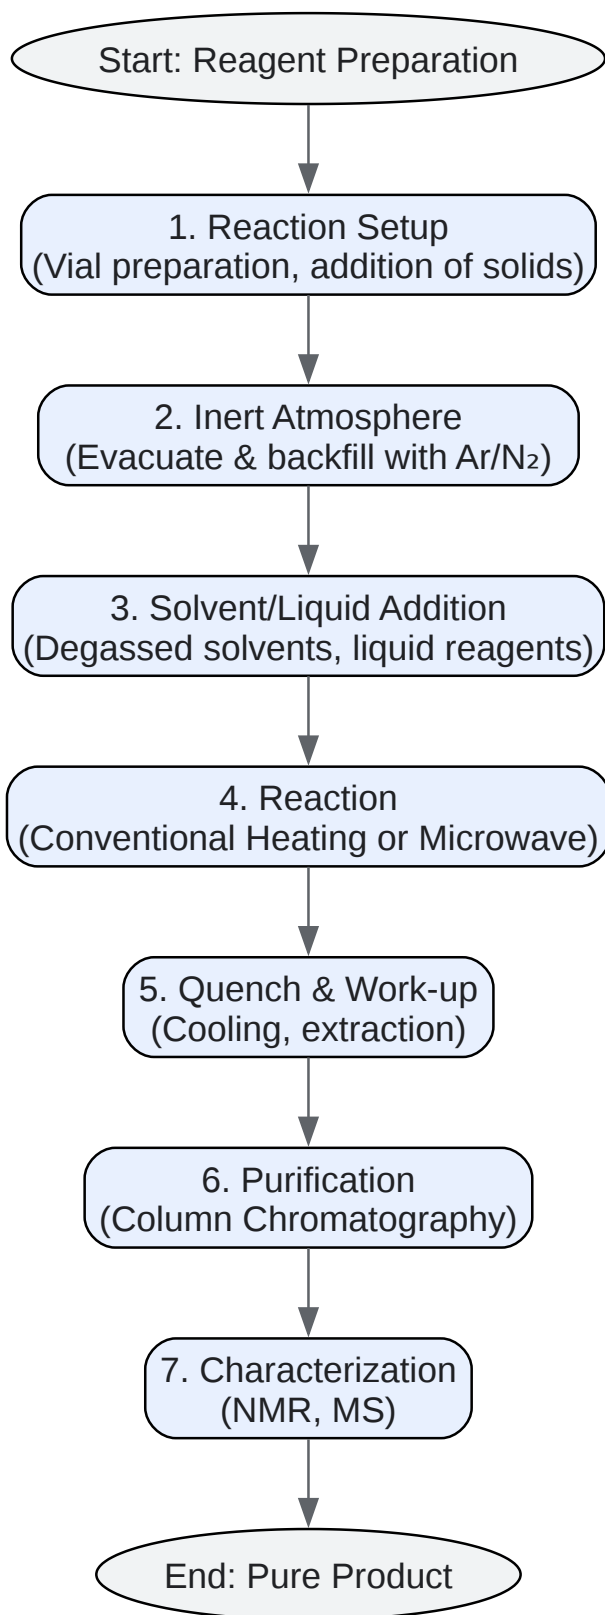 Start: Reagent Preparation
1. Reaction Setup
(Vial preparation, addition of solids)
2. Inert Atmosphere
(Evacuate & backfill with Ar/N₂)
3. Solvent/Liquid Addition
(Degassed solvents, liquid reagents)
4. Reaction
(Conventional Heating or Microwave)
5. Quench & Work-up
(Cooling, extraction)
6. Purification
(Column Chromatography)
7. Characterization
(NMR, MS)
End: Pure Product